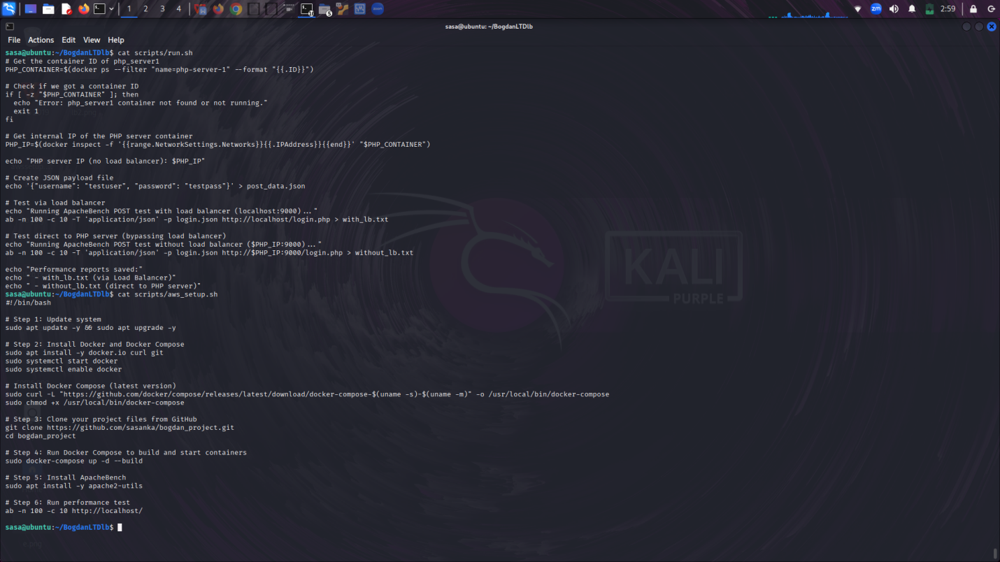 1 2 3 4 10 5 zm zoom 2:59
sasa@ubuntu: ~/BogdanLTDlb
File Actions Edit View Help
sasa@ubuntu:~/BogdanLTDlb$ cat scripts/run.sh
# Get the container ID of php_server1
PHP_CONTAINER=$(docker ps --filter "name=php-server-1" --format "{{.ID}}")

# Check if we got a container ID
if [ -z "$PHP_CONTAINER" ]; then
  echo "Error: php_server1 container not found or not running."
  exit 1
fi

# Get internal IP of the PHP server container
PHP_IP=$(docker inspect -f '{{range.NetworkSettings.Networks}}{{.IPAddress}}{{end}}' "$PHP_CONTAINER")

echo "PHP server IP (no load balancer): $PHP_IP"

# Create JSON payload file
echo '{"username": "testuser", "password": "testpass"}' > post_data.json

# Test via load balancer
echo "Running ApacheBench POST test with load balancer (localhost:9000)..."
ab -n 100 -c 10 -T 'application/json' -p login.json http://localhost/login.php > with_lb.txt

# Test direct to PHP server (bypassing load balancer)
echo "Running ApacheBench POST test without load balancer ($PHP_IP:9000)..."
ab -n 100 -c 10 -T 'application/json' -p login.json http://$PHP_IP:9000/login.php > without_lb.txt

echo "Performance reports saved:"
echo " - with_lb.txt (via Load Balancer)"
echo " - without_lb.txt (direct to PHP server)"
sasa@ubuntu:~/BogdanLTDlb$ cat scripts/aws_setup.sh
#!/bin/bash

# Step 1: Update system
sudo apt update -y && sudo apt upgrade -y

# Step 2: Install Docker and Docker Compose
sudo apt install -y docker.io curl git
sudo systemctl start docker
sudo systemctl enable docker

# Install Docker Compose (latest version)
sudo curl -L "https://github.com/docker/compose/releases/latest/download/docker-compose-$(uname -s)-$(uname -m)" -o /usr/local/bin/docker-compose
sudo chmod +x /usr/local/bin/docker-compose

# Step 3: Clone your project files from GitHub
git clone https://github.com/sasanka/bogdan_project.git
cd bogdan_project

# Step 4: Run Docker Compose to build and start containers
sudo docker-compose up -d --build

# Step 5: Install ApacheBench
sudo apt install -y apache2-utils

# Step 6: Run performance test
ab -n 100 -c 10 http://localhost/

sasa@ubuntu:~/BogdanLTDlb$
KALI
PURPLE